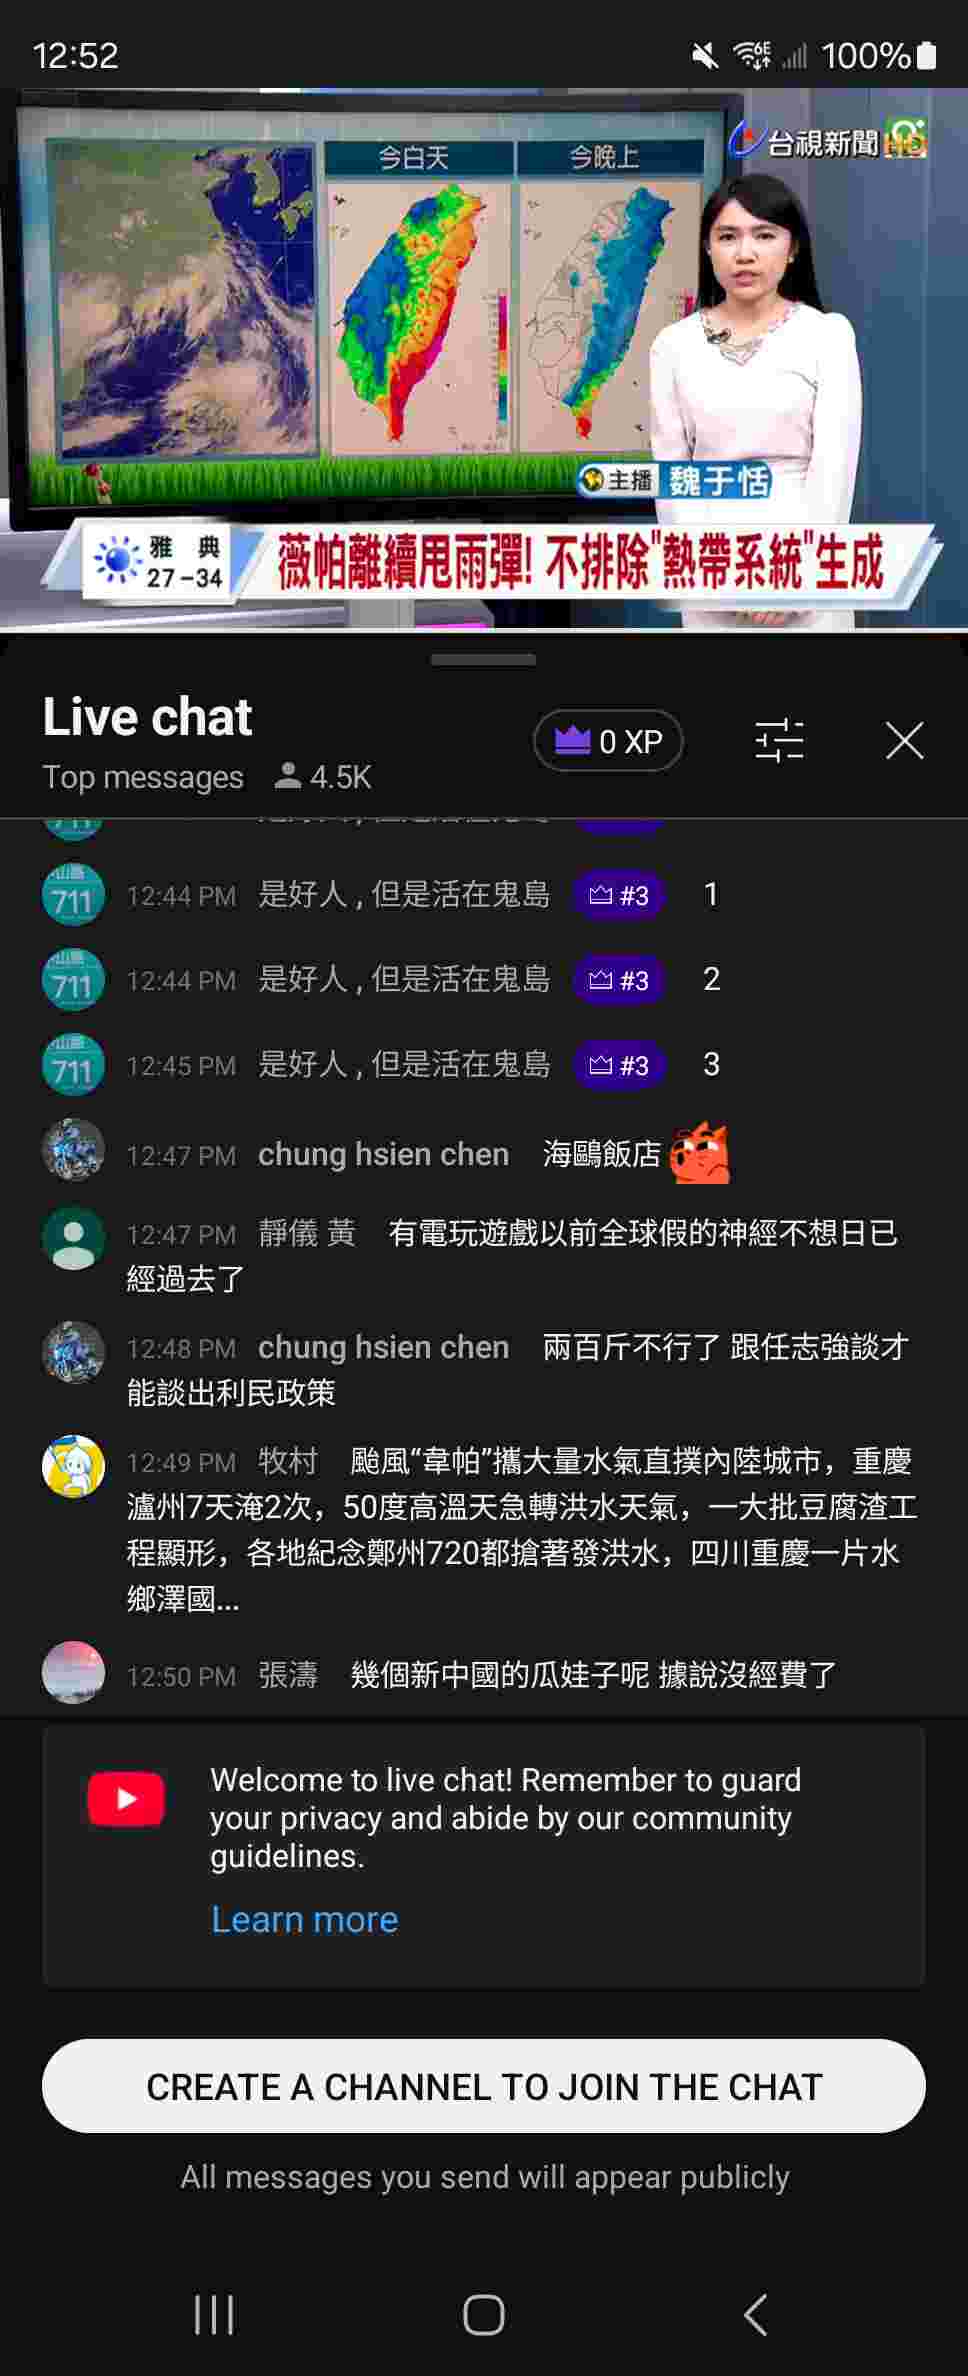 12:52
6E
100%
今白天
今晚上
台視新聞 HD
主播 魏于恬
雅 典
27-34
薇帕離續甩雨彈! 不排除"熱帶系統"生成
Live chat
0 XP
Top messages 4.5K
711
711 12:44 PM 是好人 , 但是活在鬼島 #3 1
711 12:44 PM 是好人 , 但是活在鬼島 #3 2
711 12:45 PM 是好人 , 但是活在鬼島 #3 3
12:47 PM chung hsien chen 海鷗飯店
12:47 PM 靜儀 黃 有電玩遊戲以前全球假的神經不想日已
經過去了
12:48 PM chung hsien chen 兩百斤不行了 跟任志強談才
能談出利民政策
12:49 PM 牧村 颱風“韋帕”攜大量水氣直撲內陸城市，重慶
瀘州7天淹2次，50度高溫天急轉洪水天氣，一大批豆腐渣工
程顯形，各地紀念鄭州720都搶著發洪水，四川重慶一片水
鄉澤國...
12:50 PM 張濤 幾個新中國的瓜娃子呢 據說沒經費了
Welcome to live chat! Remember to guard
your privacy and abide by our community
guidelines.
Learn more
CREATE A CHANNEL TO JOIN THE CHAT
All messages you send will appear publicly